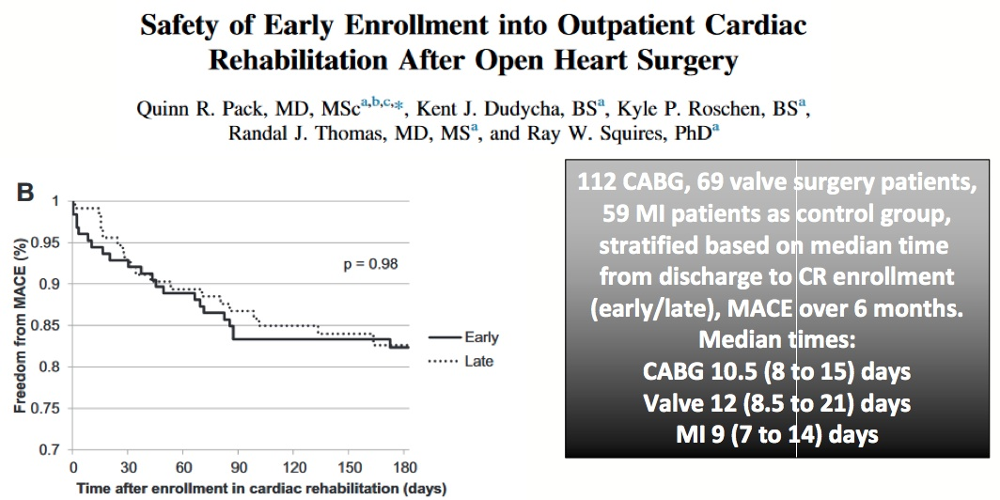 Safety of Early Enrollment into Outpatient Cardiac
Rehabilitation After Open Heart Surgery
Quinn R. Pack, MD, MSca,b,c,*, Kent J. Dudycha, BSa, Kyle P. Roschen, BSa,
Randal J. Thomas, MD, MSa, and Ray W. Squires, PhDa
B
Freedom from MACE (%)
1
0.95
0.9
0.85
0.8
0.75
0.7
p = 0.98
Early
Late
0 30 60 90 120 150 180
Time after enrollment in cardiac rehabilitation (days)
112 CABG, 69 valve surgery patients,
59 MI patients as control group,
stratified based on median time
from discharge to CR enrollment
(early/late), MACE over 6 months.
Median times:
CABG 10.5 (8 to 15) days
Valve 12 (8.5 to 21) days
MI 9 (7 to 14) days